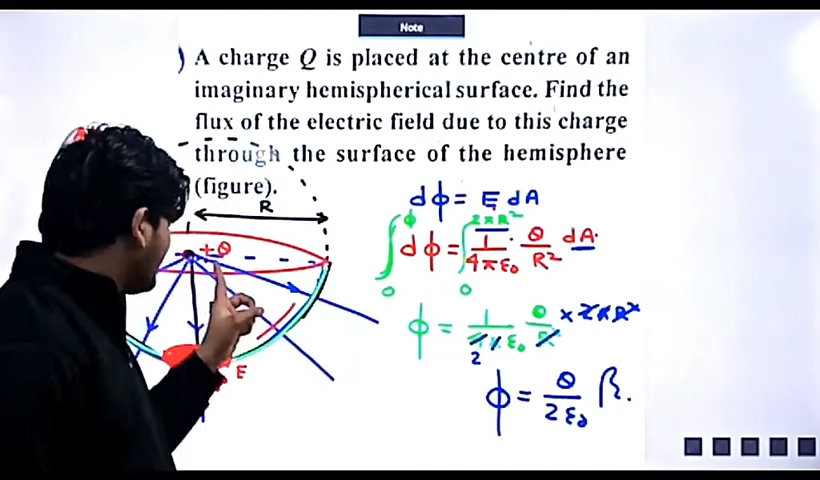 Note
) A charge Q is placed at the centre of an
imaginary hemispherical surface. Find the
flux of the electric field due to this charge
through the surface of the hemisphere
(figure).
R
+Q
E
dϕ = E dA
∫₀^ϕ dϕ = ∫₀^{2πR²} 1/4πε₀ · Q/R² dA.
ϕ = 1/4πε₀ Q/R² × 2πR²
2
ϕ = Q/2ε₀